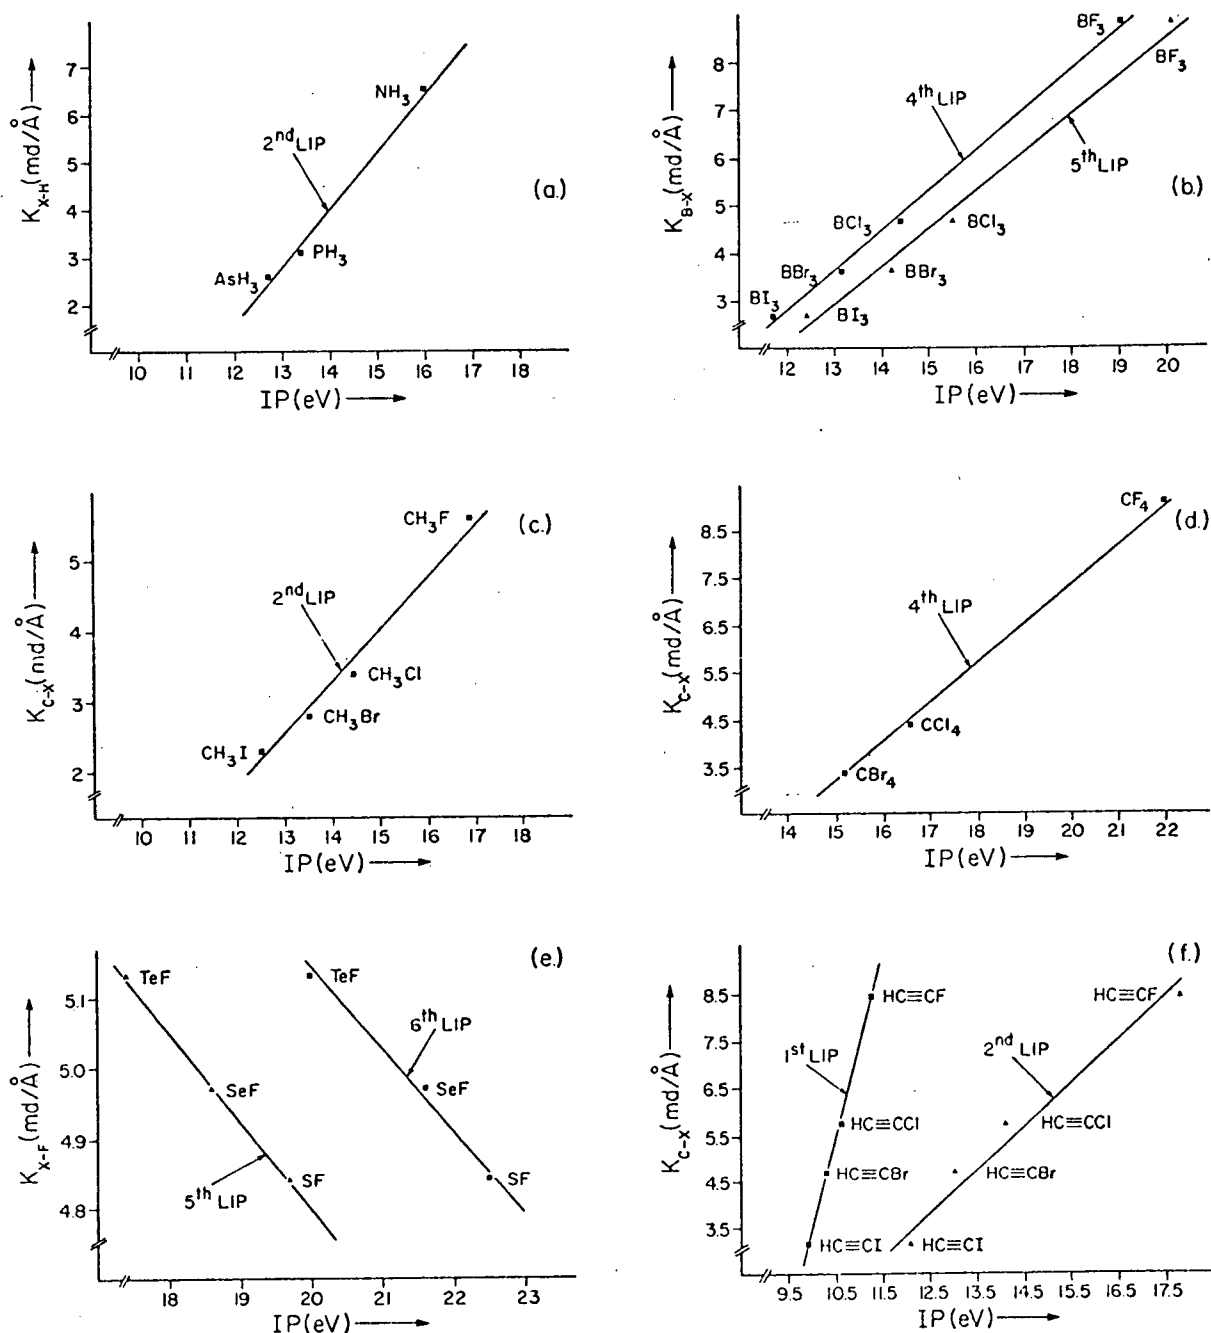 (a.)
K X-H (md/Å)
7
6
5
4
3
2
NH3
2nd LIP
PH3
AsH3
10 11 12 13 14 15 16 17 18
IP(eV)
(b.)
K B-X (md/Å)
8
7
6
5
4
3
BF3
BF3
4th LIP
5th LIP
BCl3
BCl3
BBr3
BBr3
BI3
BI3
12 13 14 15 16 17 18 19 20
IP(eV)
(c.)
K C-X (md/Å)
5
4
3
2
CH3F
2nd LIP
CH3Cl
CH3Br
CH3I
10 11 12 13 14 15 16 17 18
IP(eV)
(d.)
K C-X (md/Å)
8.5
7.5
6.5
5.5
4.5
3.5
CF4
4th LIP
CCl4
CBr4
14 15 16 17 18 19 20 21 22
IP(eV)
(e.)
K X-F (md/Å)
5.1
5.0
4.9
4.8
TeF
TeF
6th LIP
SeF
SeF
5th LIP
SF
SF
18 19 20 21 22 23
IP(eV)
(f.)
K C-X (md/Å)
8.5
7.5
6.5
5.5
4.5
3.5
HC≡CF
HC≡CF
1st LIP
2nd LIP
HC≡CCl
HC≡CCl
HC≡CBr
HC≡CBr
HC≡CI
HC≡CI
9.5 10.5 11.5 12.5 13.5 14.5 15.5 16.5 17.5
IP(eV)